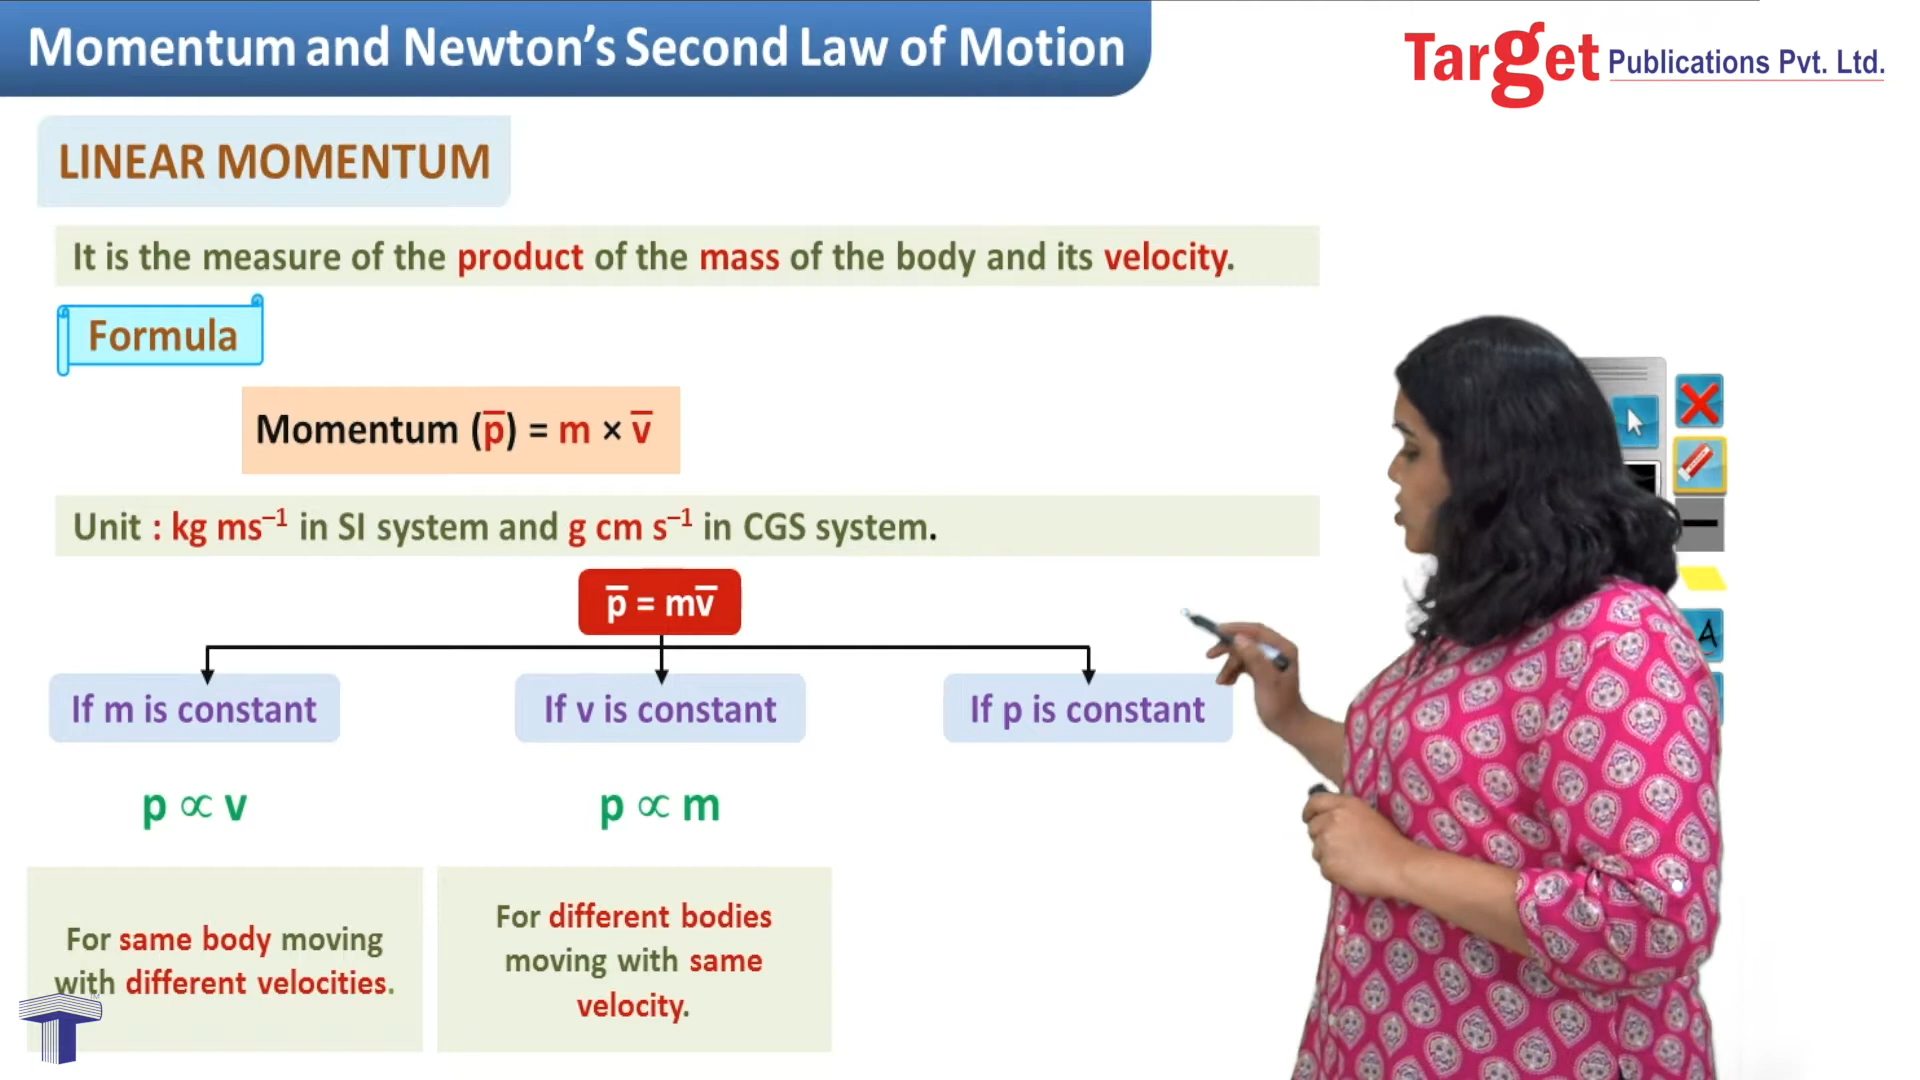 Momentum and Newton’s Second Law of Motion
Target Publications Pvt. Ltd.
LINEAR MOMENTUM
It is the measure of the product of the mass of the body and its velocity.
Formula
Momentum (p̅) = m × v̅
Unit : kg ms⁻¹ in SI system and g cm s⁻¹ in CGS system.
p̅ = mv̅
If m is constant
If v is constant
If p is constant
p ∝ v
p ∝ m
For same body moving
with different velocities.
For different bodies
moving with same
velocity.
A
T